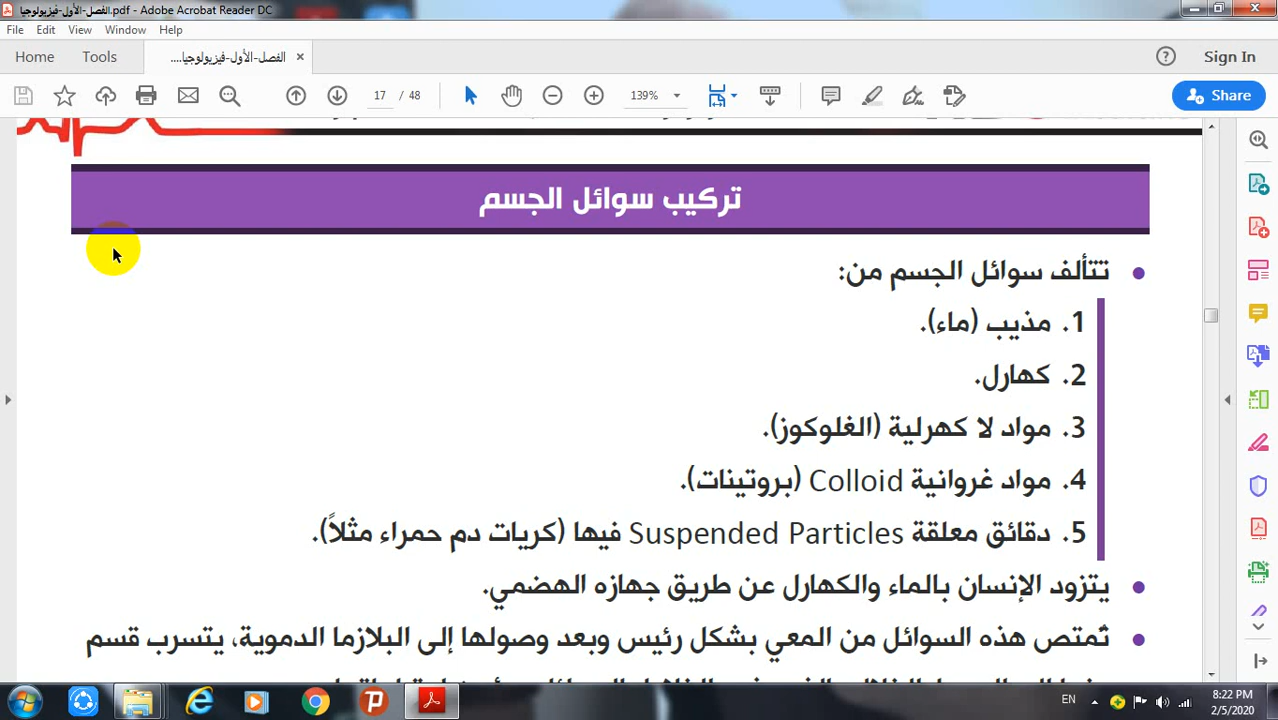 الفصل-الأول-فيزيولوجيا.pdf - Adobe Acrobat Reader DC
File Edit View Window Help
Home Tools الفصل-الأول-فيزيولوجيا.... × Sign In
17 / 48 139% Share
تركيب سوائل الجسم
• تتألف سوائل الجسم من:
1. مذيب (ماء).
2. كهارل.
3. مواد لا كهرلية (الغلوكوز).
4. مواد غروانية Colloid (بروتينات).
5. دقائق معلقة Suspended Particles فيها (كريات دم حمراء مثلاً).
• يتزود الإنسان بالماء والكهارل عن طريق جهازه الهضمي.
• تُمتص هذه السوائل من المعي بشكل رئيس وبعد وصولها إلى البلازما الدموية، يتسرب قسم
EN 8:22 PM
2/5/2020